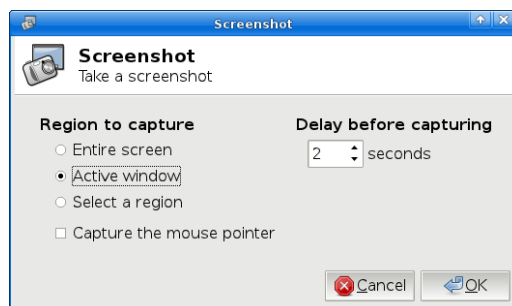 Screenshot
Screenshot
Take a screenshot
Region to capture
Entire screen
Active window
Select a region
Capture the mouse pointer
Delay before capturing
2 seconds
Cancel
OK